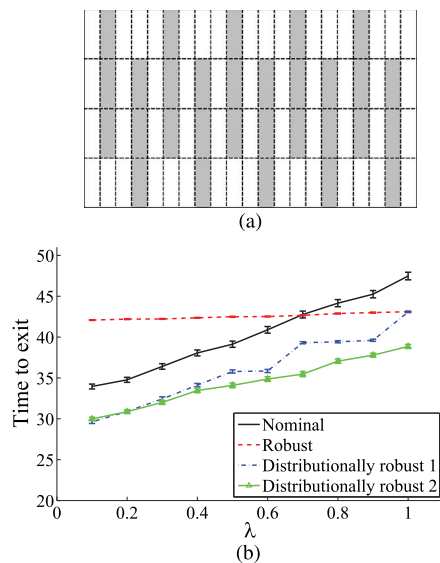 (a)
Time to exit
50
45
40
35
30
25
20
0
0.2
0.4
0.6
0.8
1
λ
Nominal
Robust
Distributionally robust 1
Distributionally robust 2
(b)